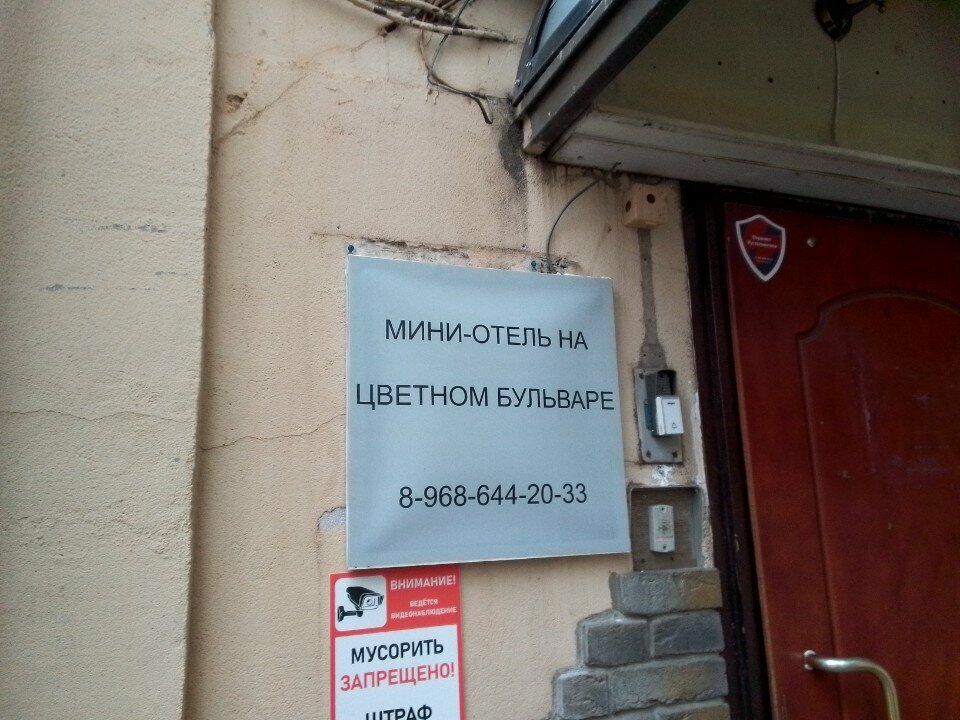 МИНИ-ОТЕЛЬ НА
ЦВЕТНОМ БУЛЬВАРЕ
8-968-644-20-33
ВНИМАНИЕ!
ВЕДЁТСЯ
ВИДЕОНАБЛЮДЕНИЕ
МУСОРИТЬ
ЗАПРЕЩЕНО!
ШТРАФ